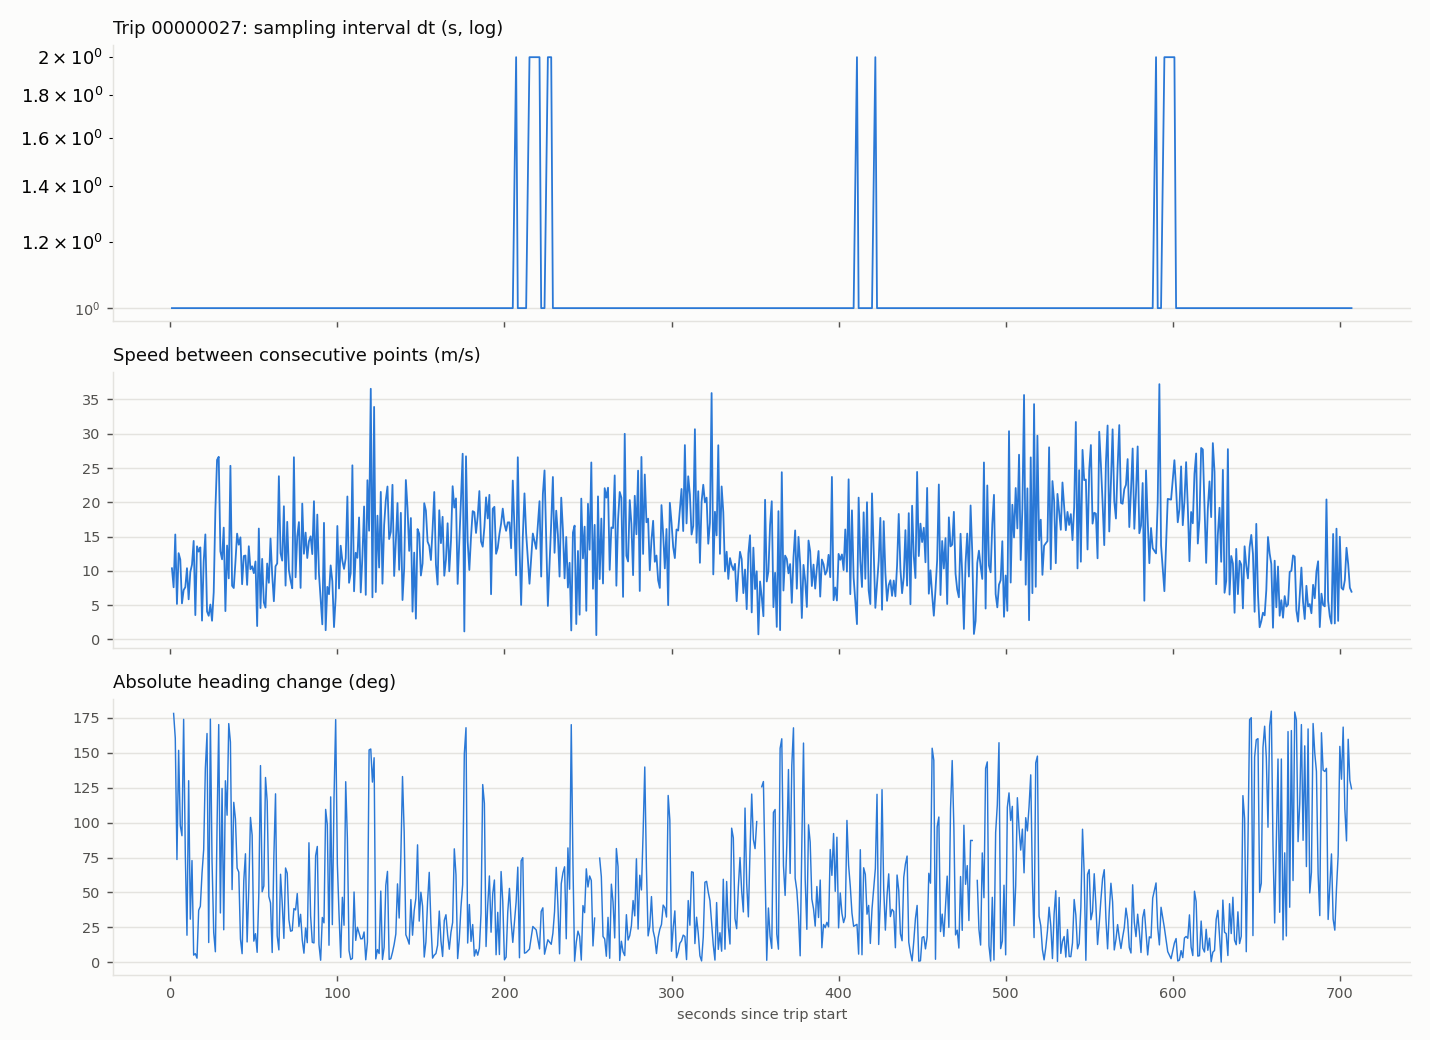 Trip 00000027: sampling interval dt (s, log)
2 × 10⁰
1.8 × 10⁰
1.6 × 10⁰
1.4 × 10⁰
1.2 × 10⁰
10⁰
Speed between consecutive points (m/s)
35
30
25
20
15
10
5
0
Absolute heading change (deg)
175
150
125
100
75
50
25
0
0 100 200 300 400 500 600 700
seconds since trip start